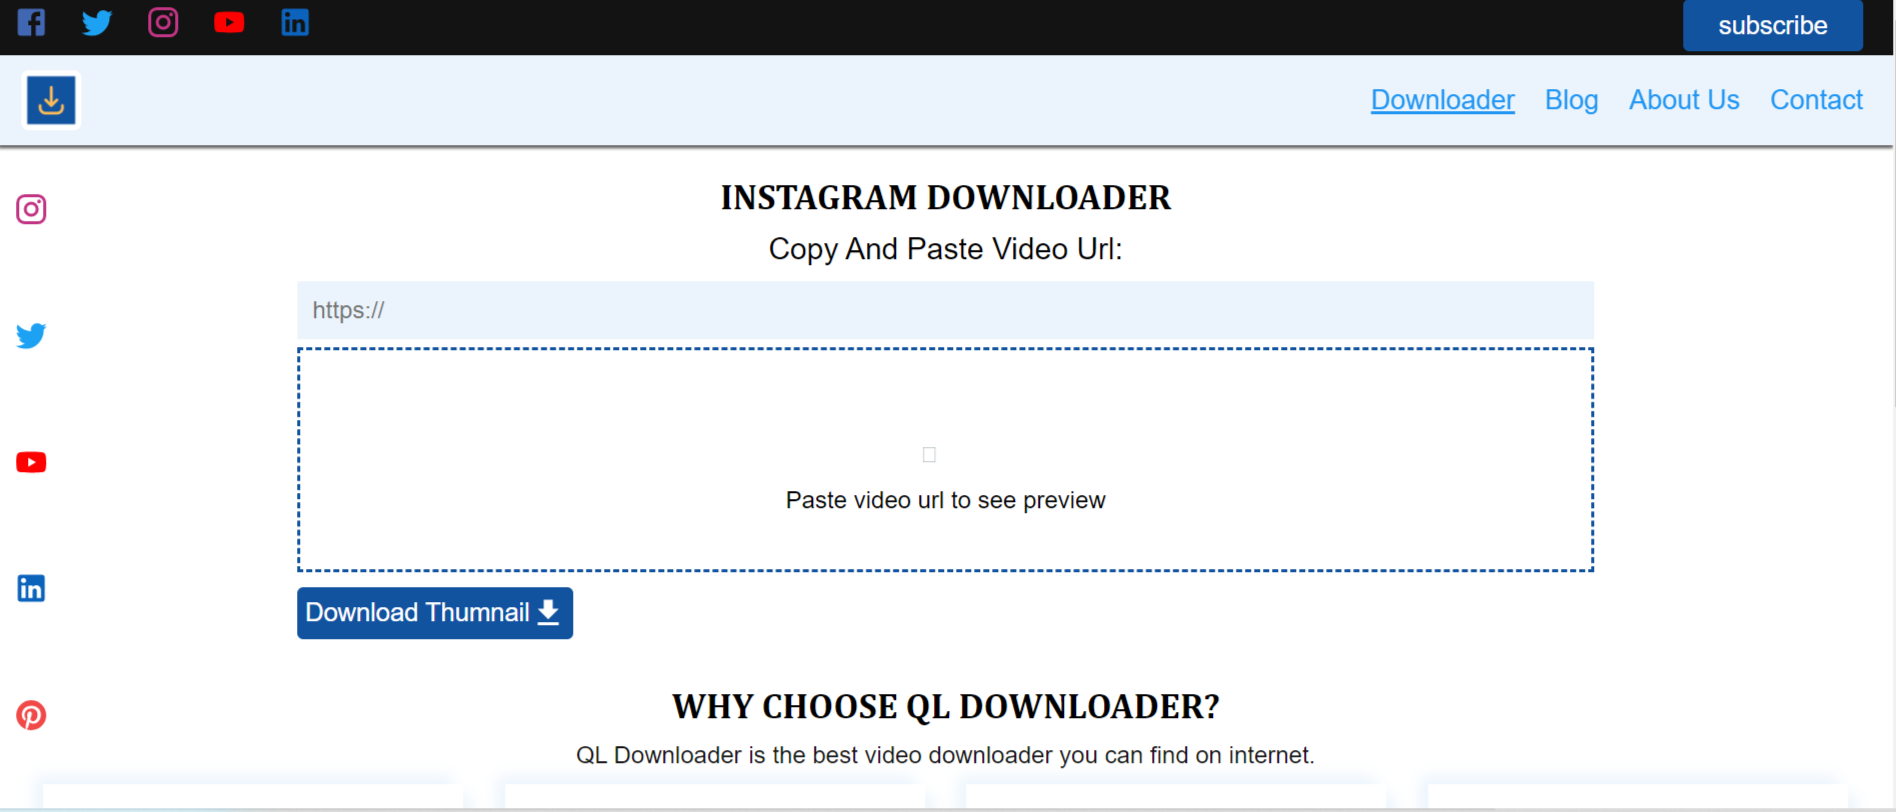 subscribe
Downloader Blog About Us Contact
INSTAGRAM DOWNLOADER
Copy And Paste Video Url:
https://
Paste video url to see preview
Download Thumnail
WHY CHOOSE QL DOWNLOADER?
QL Downloader is the best video downloader you can find on internet.